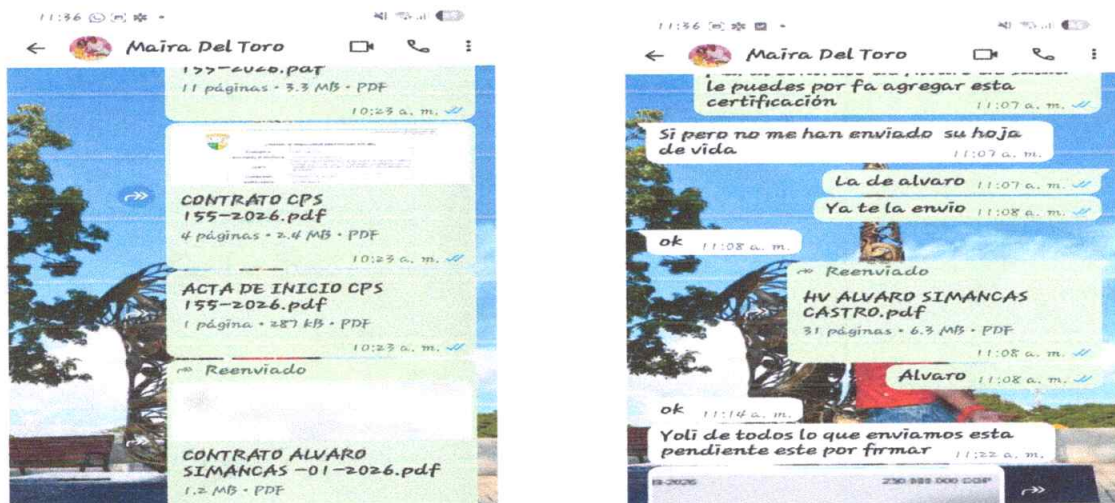 11:36
Maira Del Toro
155-2026.pdf
11 páginas • 3.3 MB • PDF
10:23 a. m.
CONTRATO CPS
155-2026.pdf
4 páginas • 2.4 MB • PDF
10:23 a. m.
ACTA DE INICIO CPS
155-2026.pdf
1 página • 287 kB • PDF
10:23 a. m.
Reenviado
CONTRATO ALVARO
SIMANCAS -01-2026.pdf
1.2 MB • PDF
11:36
Maira Del Toro
le puedes por fa agregar esta
certificación
11:07 a. m.
Si pero no me han enviado su hoja
de vida
11:07 a. m.
La de alvaro 11:07 a. m.
Ya te la envio 11:08 a. m.
ok 11:08 a. m.
Reenviado
HV ALVARO SIMANCAS
CASTRO.pdf
31 páginas • 6.3 MB • PDF
11:08 a. m.
Alvaro 11:08 a. m.
ok 11:14 a. m.
Yoli de todos lo que enviamos esta
pendiente este por firmar 11:22 a. m.